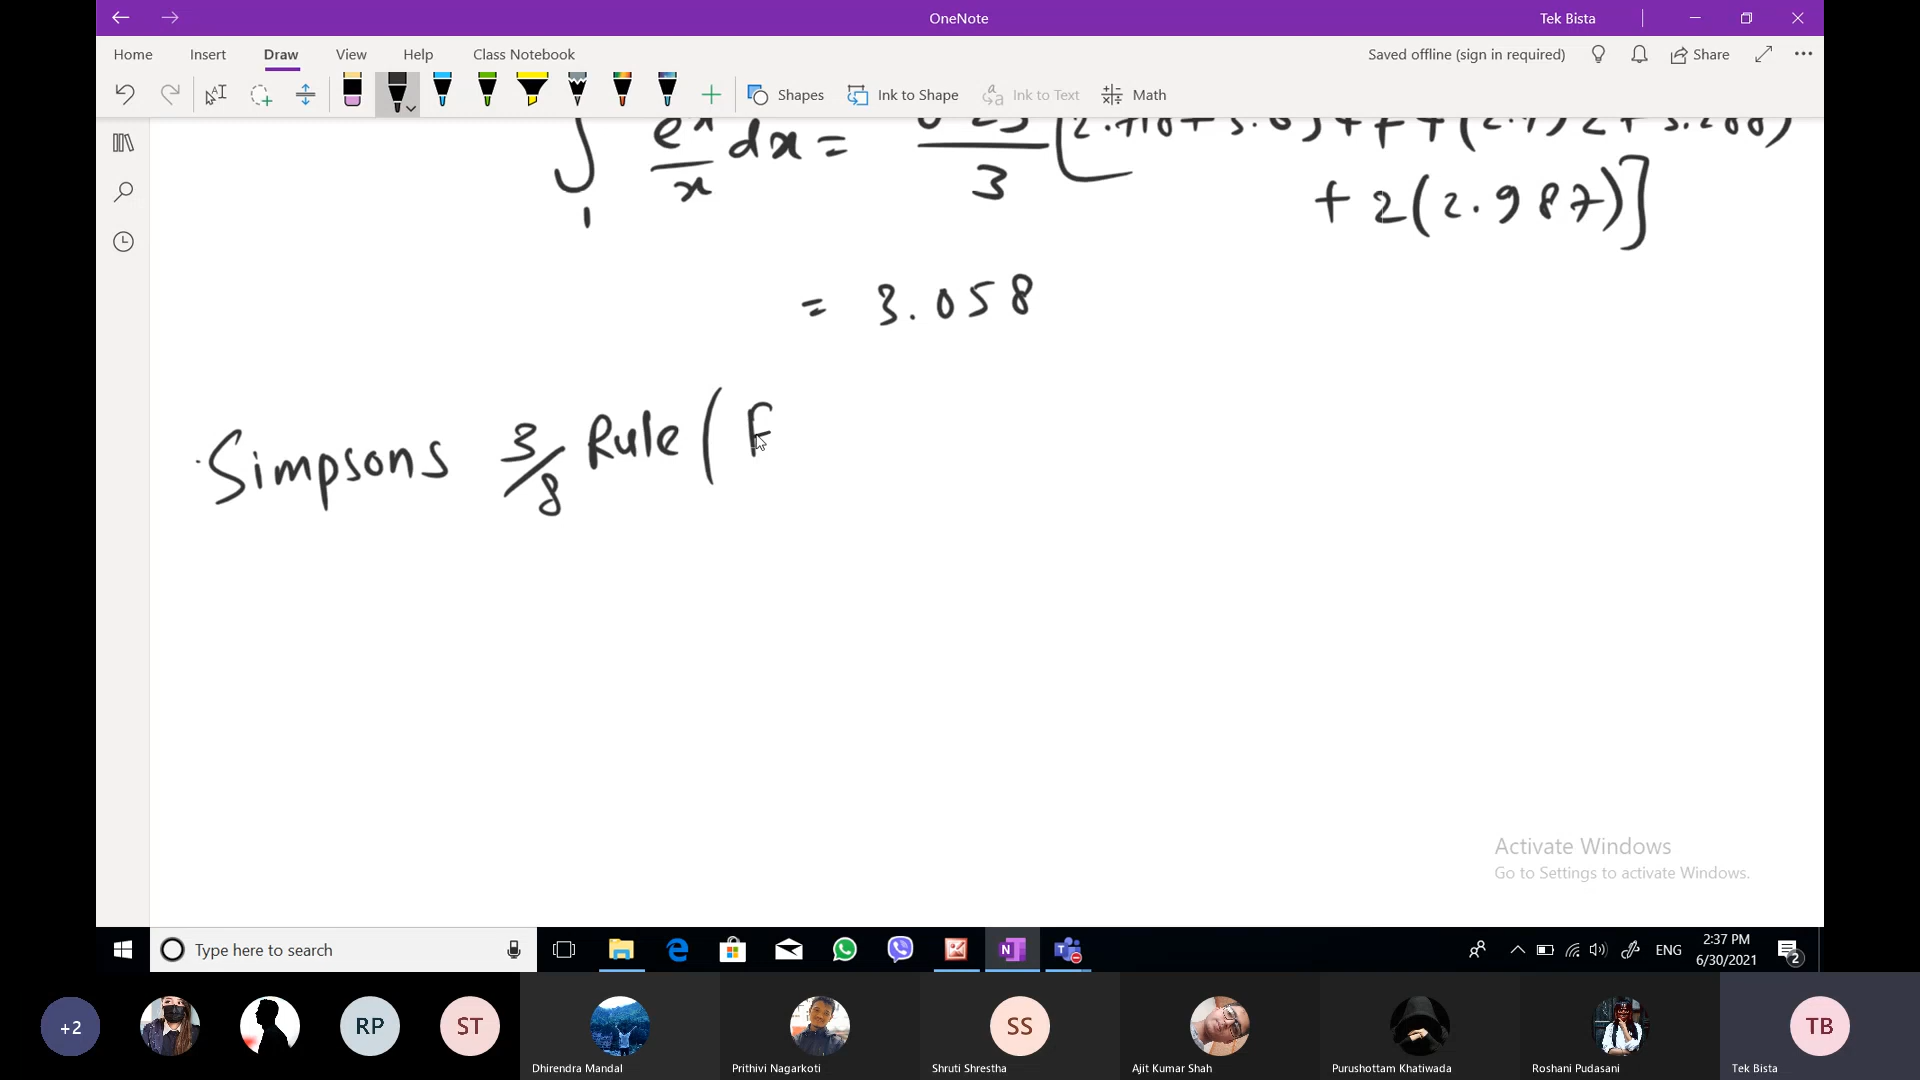 OneNote
Tek Bista
Home Insert Draw View Help Class Notebook
Saved offline (sign in required)
Share
Shapes
Ink to Shape
Ink to Text
Math
∫ e^x/x dx = 0.25/3 [
1
+ 2(2.987)]
= 3.058
Simpsons 3/8 Rule ( F
Activate Windows
Go to Settings to activate Windows.
Type here to search
ENG
2:37 PM
6/30/2021
2
+2
RP
ST
SS
TB
Dhirendra Mandal
Prithivi Nagarkoti
Shruti Shrestha
Ajit Kumar Shah
Purushottam Khatiwada
Roshani Pudasani
Tek Bista